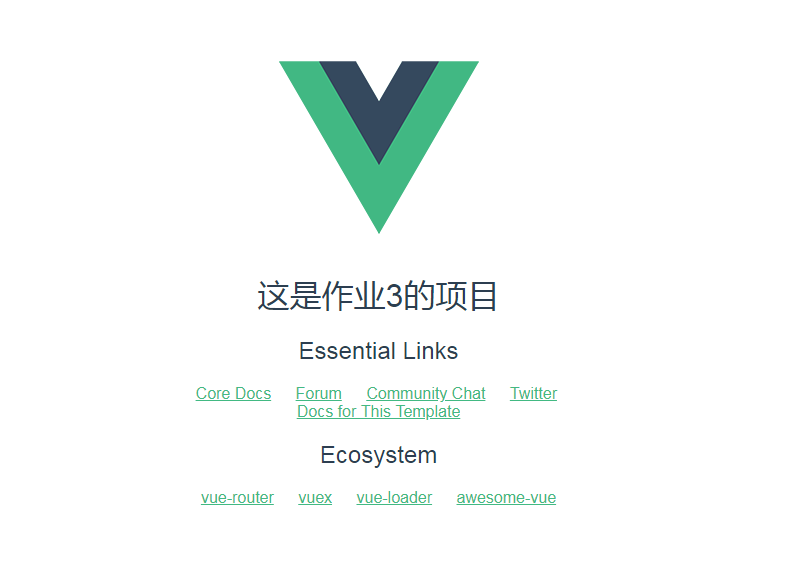 这是作业3的项目
Essential Links
Core Docs Forum Community Chat Twitter
Docs for This Template
Ecosystem
vue-router vuex vue-loader awesome-vue